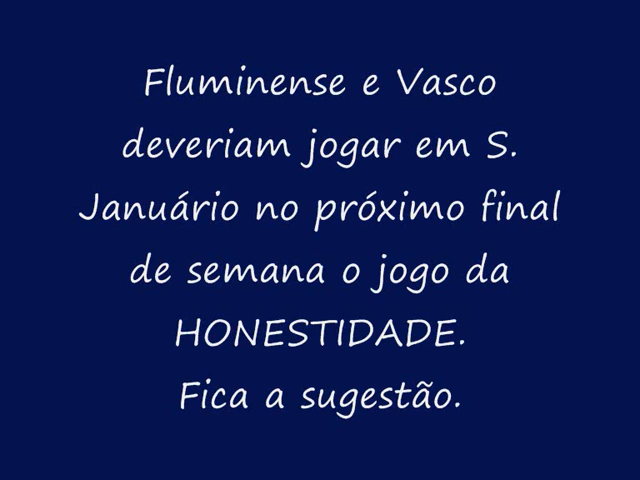 Fluminense e Vasco
deveriam jogar em S.
Januário no próximo final
de semana o jogo da
HONESTIDADE.
Fica a sugestão.